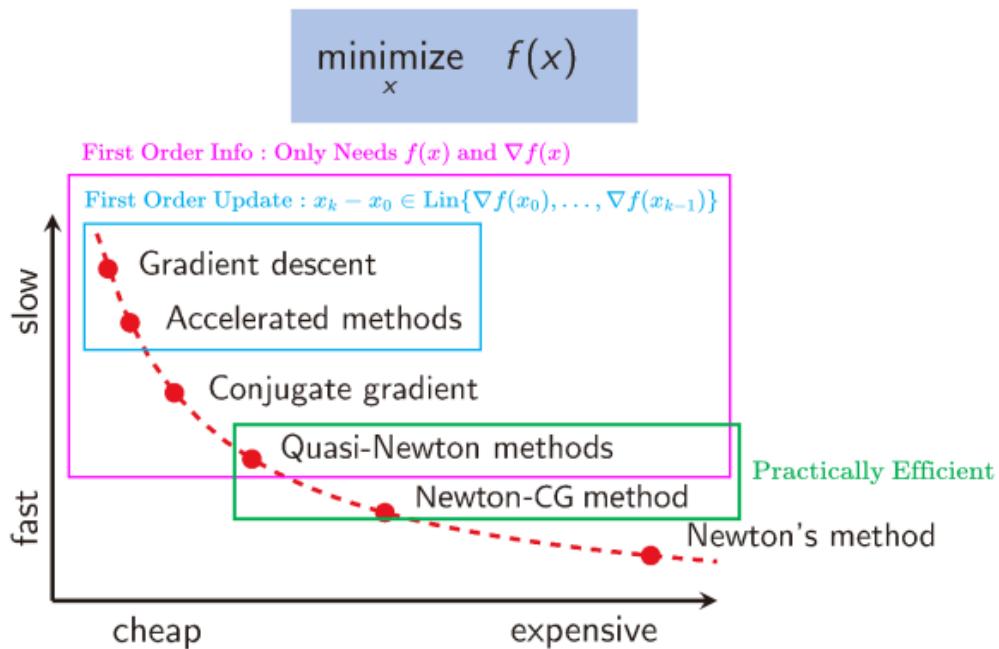 minimize f(x)
x
First Order Info : Only Needs f(x) and ∇f(x)
First Order Update : x_k − x_0 ∈ Lin{∇f(x_0), . . . , ∇f(x_{k−1})}
slow
Gradient descent
Accelerated methods
Conjugate gradient
Quasi-Newton methods
Practically Efficient
fast
Newton-CG method
Newton's method
cheap
expensive